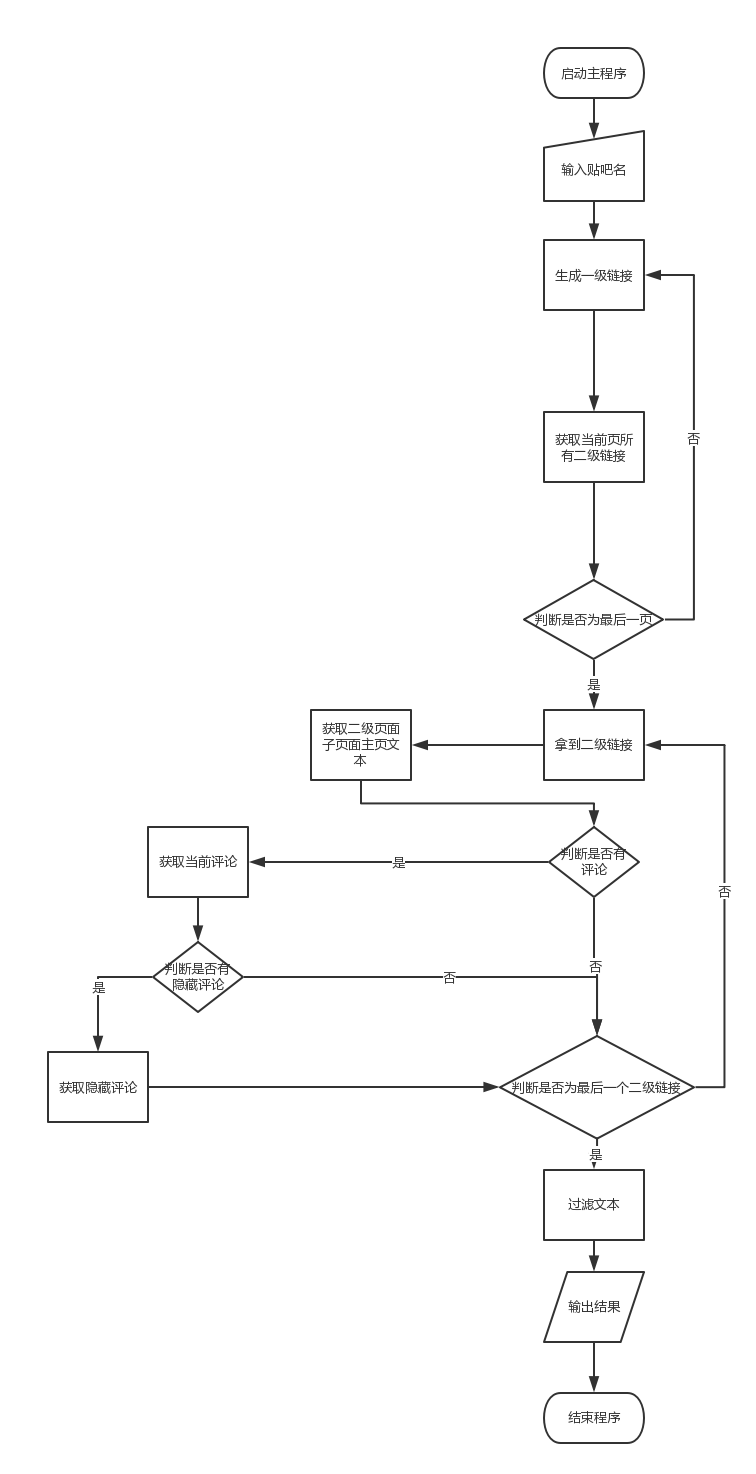 启动主程序
输入贴吧名
生成一级链接
否
获取当前页所
有二级链接
判断是否为最后一页
是
获取二级页面
子页面主页文
本
拿到二级链接
判断是否有
评论
是
获取当前评论
否
否
判断是否有
隐藏评论
否
是
获取隐藏评论
判断是否为最后一个二级链接
是
过滤文本
输出结果
结束程序